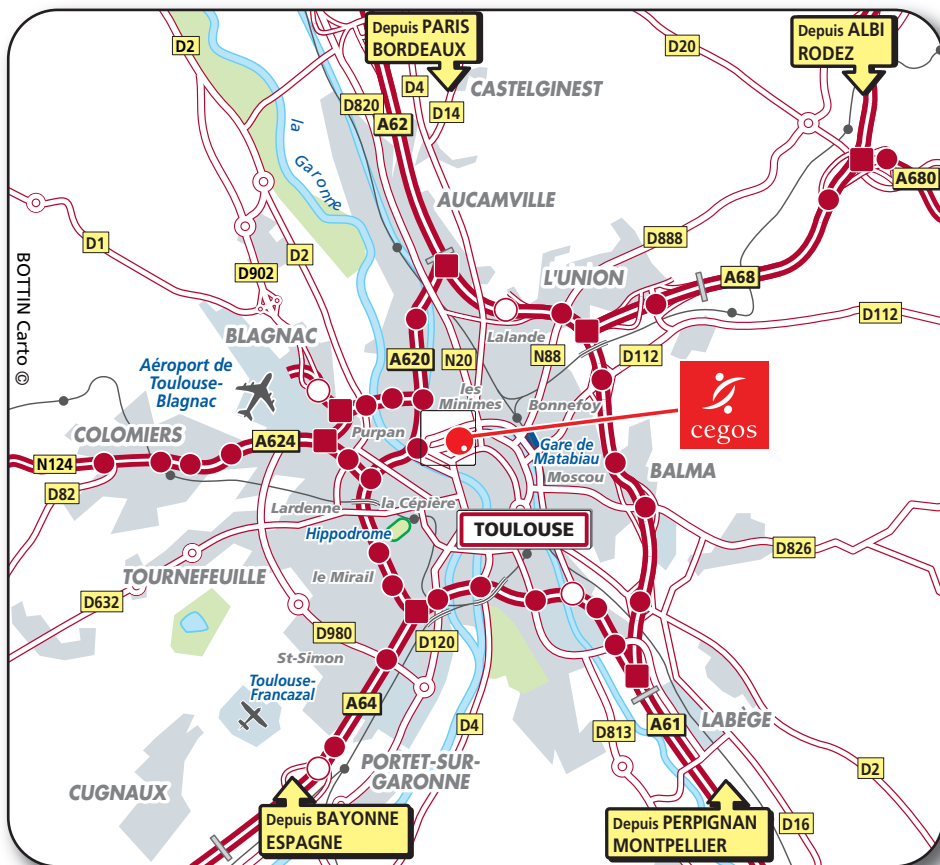 D2
Depuis PARIS
BORDEAUX
D20
Depuis ALBI
RODEZ
D4
D820
D14
CASTELGINEST
A62
la
Garonne
A680
AUCAMVILLE
D1
D2
D888
D902
L'UNION
A68
BOTTIN Carto ©
BLAGNAC
Lalande
D112
A620
N20
N88
D112
Aéroport de
Toulouse-
Blagnac
les
Minimes
Bonnefoy
cegos
COLOMIERS
A624
Purpan
Gare de
Matabiau
N124
BALMA
Moscou
D82
Lardenne
la Cépière
Hippodrome
TOULOUSE
D826
TOURNEFEUILLE
le Mirail
D632
D980
D120
St-Simon
Toulouse-
Francazal
A64
D4
D813
A61
LABÈGE
PORTET-SUR-
GARONNE
D2
CUGNAUX
Depuis BAYONNE
ESPAGNE
Depuis PERPIGNAN
MONTPELLIER
D16